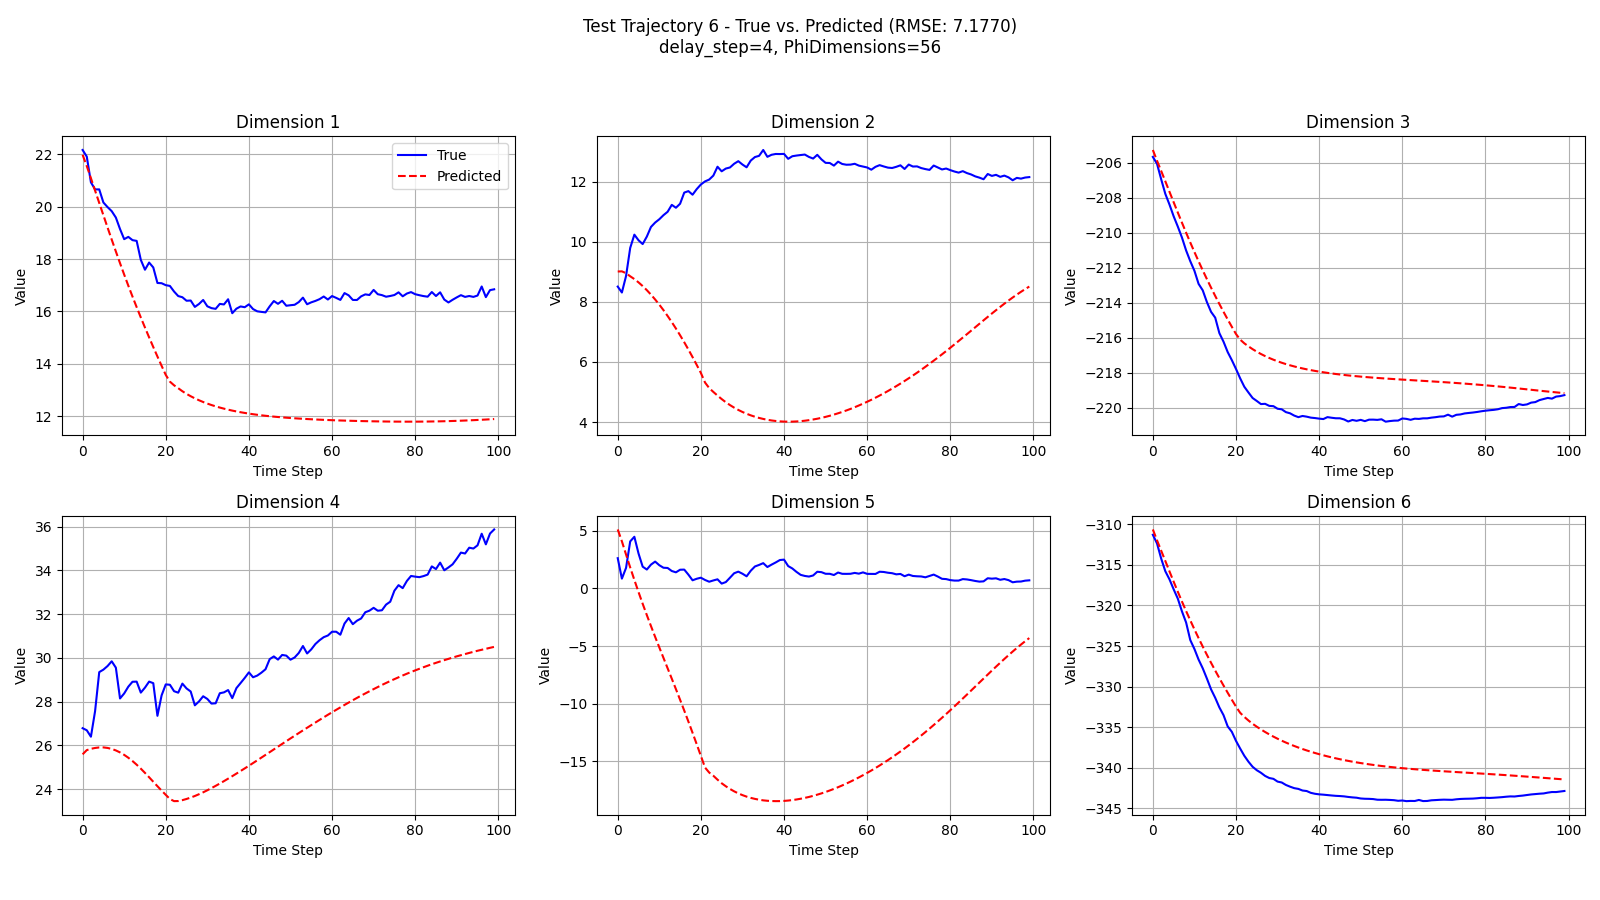 Test Trajectory 6 - True vs. Predicted (RMSE: 7.1770)
delay_step=4, PhiDimensions=56
Dimension 1
True
Predicted
22
20
18
16
14
12
Value
0 20 40 60 80 100
Time Step
Dimension 2
12
10
8
6
4
Value
0 20 40 60 80 100
Time Step
Dimension 3
−206
−208
−210
−212
−214
−216
−218
−220
Value
0 20 40 60 80 100
Time Step
Dimension 4
36
34
32
30
28
26
24
Value
0 20 40 60 80 100
Time Step
Dimension 5
5
0
−5
−10
−15
Value
0 20 40 60 80 100
Time Step
Dimension 6
−310
−315
−320
−325
−330
−335
−340
−345
Value
0 20 40 60 80 100
Time Step